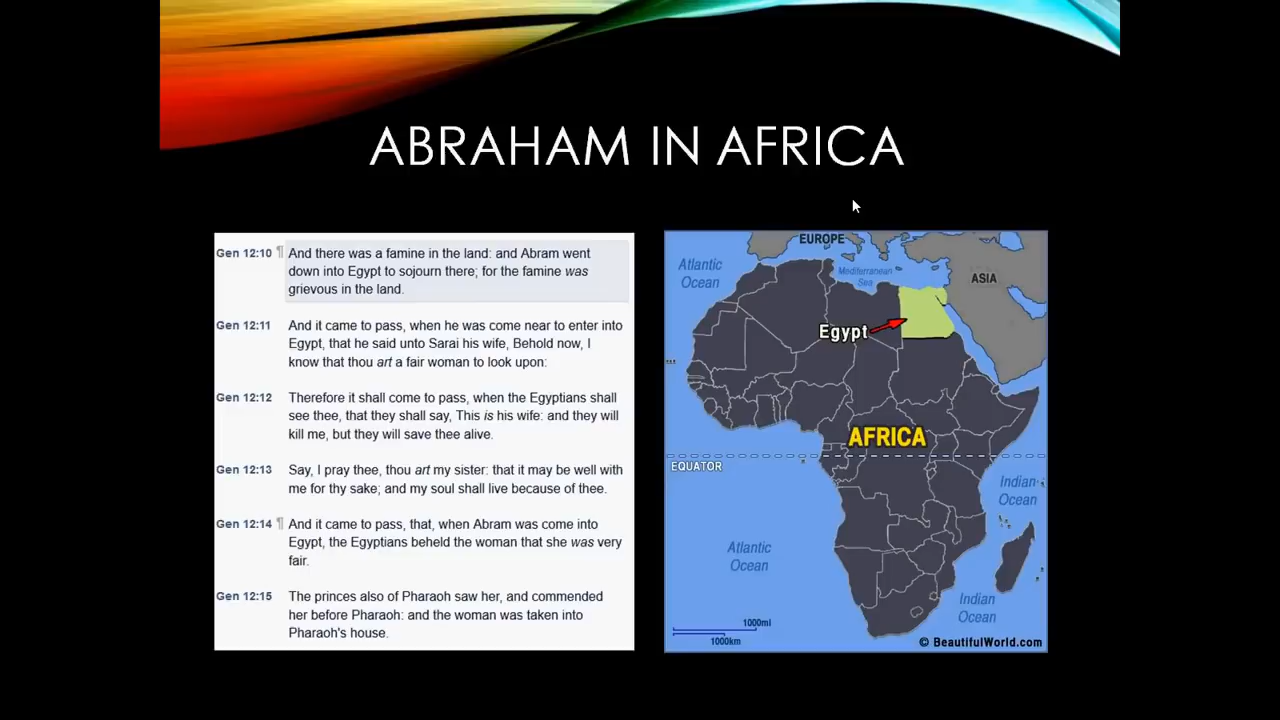 ABRAHAM IN AFRICA
Gen 12:10 ¶ And there was a famine in the land: and Abram went
down into Egypt to sojourn there; for the famine was
grievous in the land.
Gen 12:11 And it came to pass, when he was come near to enter into
Egypt, that he said unto Sarai his wife, Behold now, I
know that thou art a fair woman to look upon:
Gen 12:12 Therefore it shall come to pass, when the Egyptians shall
see thee, that they shall say, This is his wife: and they will
kill me, but they will save thee alive.
Gen 12:13 Say, I pray thee, thou art my sister: that it may be well with
me for thy sake; and my soul shall live because of thee.
Gen 12:14 ¶ And it came to pass, that, when Abram was come into
Egypt, the Egyptians beheld the woman that she was very
fair.
Gen 12:15 The princes also of Pharaoh saw her, and commended
her before Pharaoh: and the woman was taken into
Pharaoh's house.
EUROPE
Atlantic
Ocean
Mediterranean
Sea
ASIA
Egypt
AFRICA
EQUATOR
Indian
Ocean
Atlantic
Ocean
Indian
Ocean
1000mi
1000km
© BeautifulWorld.com